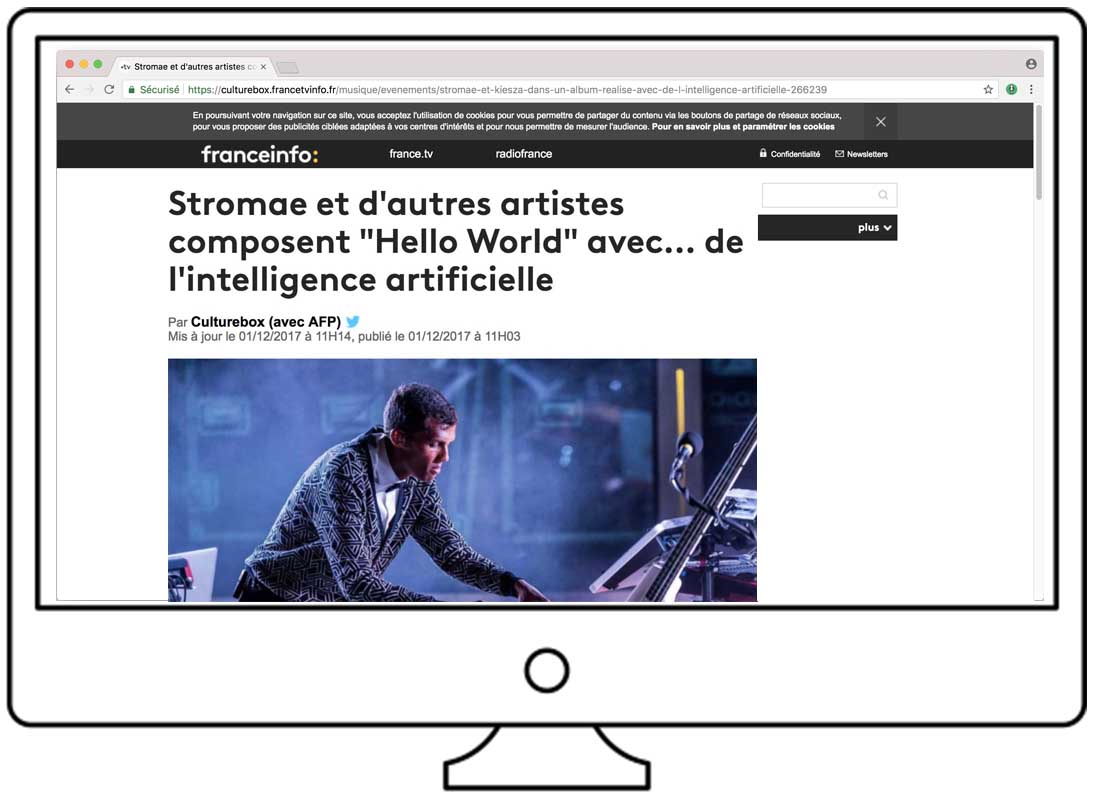 Stromae et d'autres artistes co
Sécurisé https://culturebox.francetvinfo.fr/musique/evenements/stromae-et-kiesza-dans-un-album-realise-avec-de-l-intelligence-artificielle-266239
En poursuivant votre navigation sur ce site, vous acceptez l'utilisation de cookies pour vous permettre de partager du contenu via les boutons de partage de réseaux sociaux,
pour vous proposer des publicités ciblées adaptées à vos centres d'intérêts et pour nous permettre de mesurer l'audience. Pour en savoir plus et paramétrer les cookies
franceinfo: france.tv radiofrance Confidentialité Newsletters
Stromae et d'autres artistes
composent "Hello World" avec... de
l'intelligence artificielle
plus
Par Culturebox (avec AFP)
Mis à jour le 01/12/2017 à 11H14, publié le 01/12/2017 à 11H03